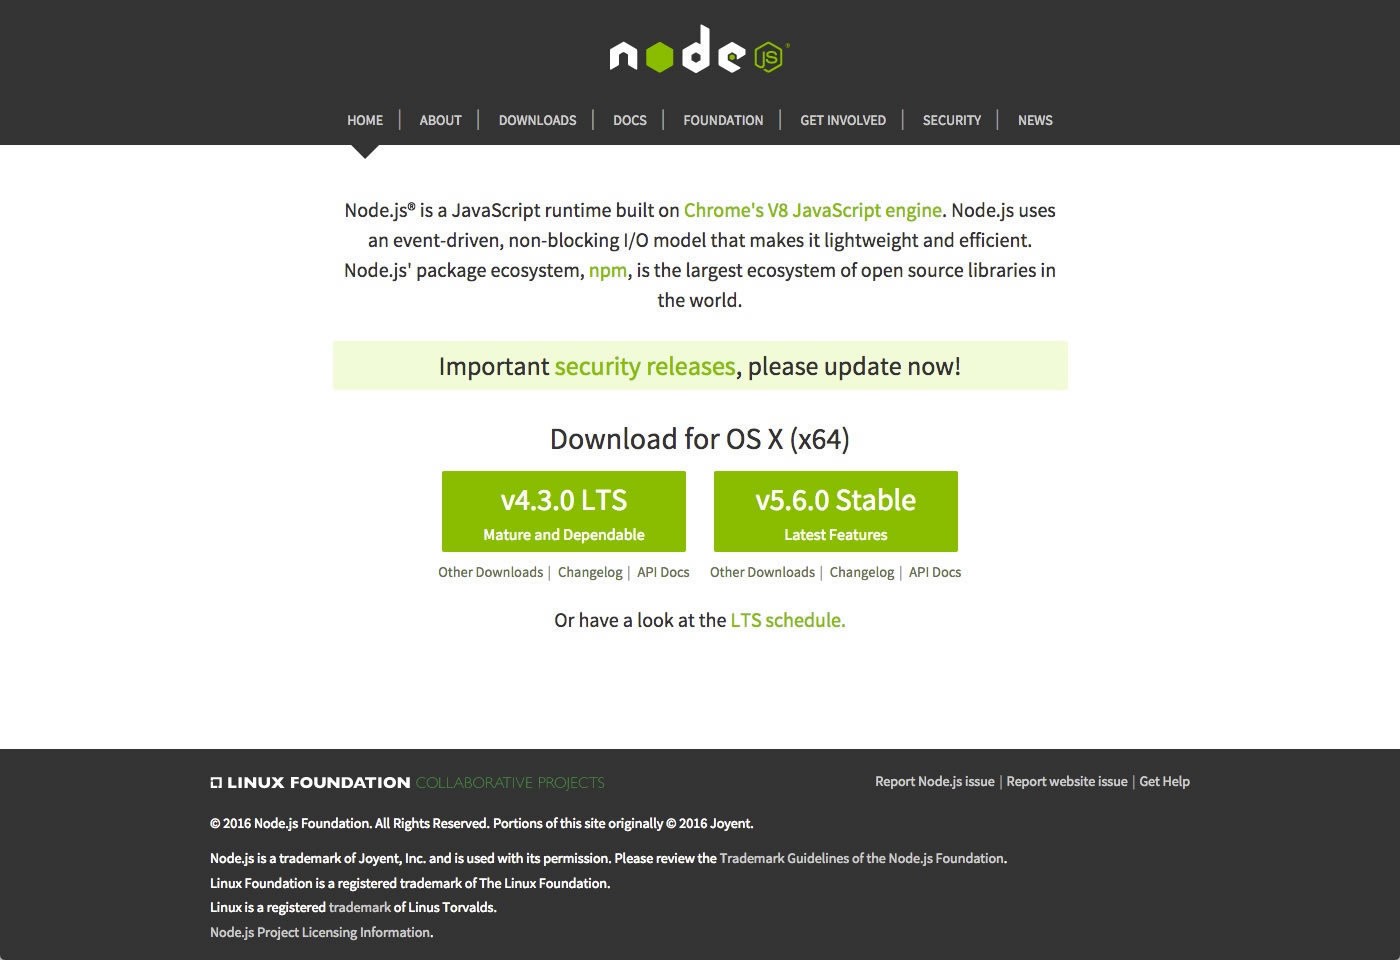 node JS®
HOME | ABOUT | DOWNLOADS | DOCS | FOUNDATION | GET INVOLVED | SECURITY | NEWS
Node.js® is a JavaScript runtime built on Chrome's V8 JavaScript engine. Node.js uses
an event-driven, non-blocking I/O model that makes it lightweight and efficient.
Node.js' package ecosystem, npm, is the largest ecosystem of open source libraries in
the world.
Important security releases, please update now!
Download for OS X (x64)
v4.3.0 LTS
Mature and Dependable
Other Downloads | Changelog | API Docs
v5.6.0 Stable
Latest Features
Other Downloads | Changelog | API Docs
Or have a look at the LTS schedule.
LINUX FOUNDATION COLLABORATIVE PROJECTS
Report Node.js issue | Report website issue | Get Help
© 2016 Node.js Foundation. All Rights Reserved. Portions of this site originally © 2016 Joyent.
Node.js is a trademark of Joyent, Inc. and is used with its permission. Please review the Trademark Guidelines of the Node.js Foundation.
Linux Foundation is a registered trademark of The Linux Foundation.
Linux is a registered trademark of Linus Torvalds.
Node.js Project Licensing Information.